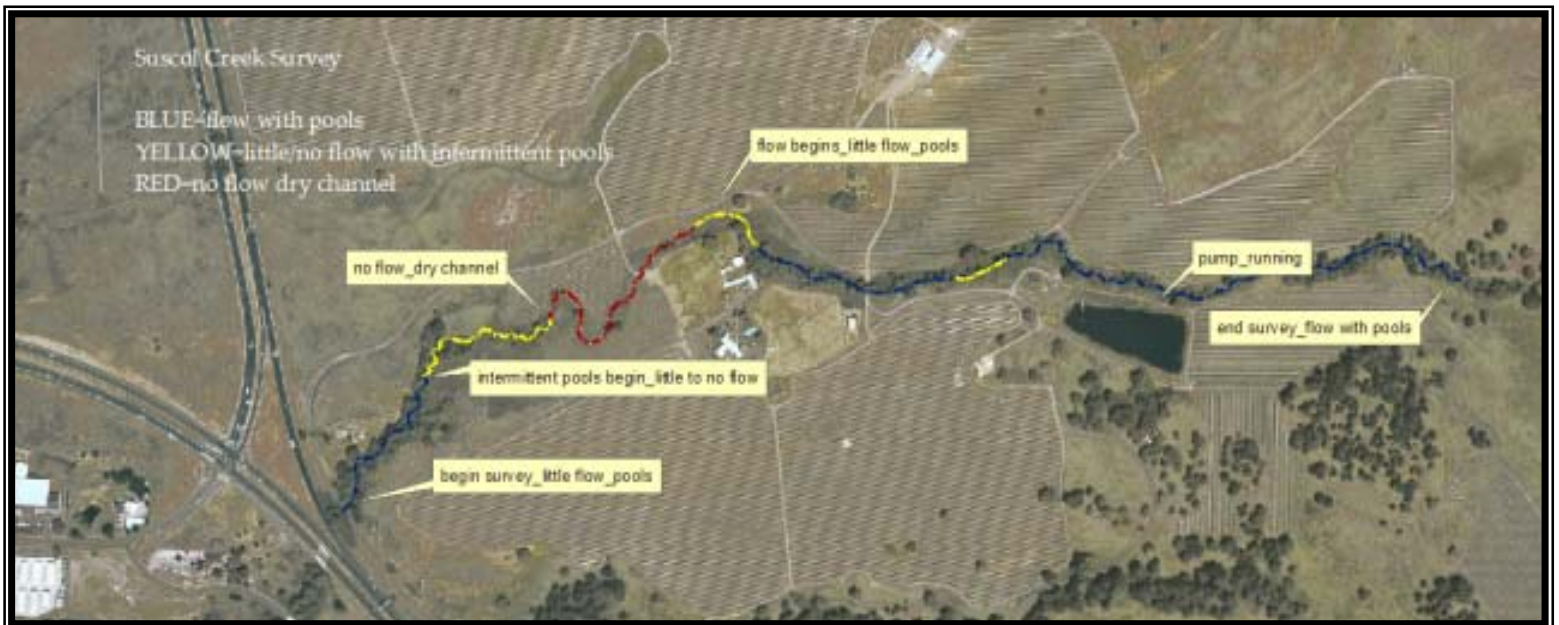 Suscol Creek Survey
BLUE=flow with pools
YELLOW=little/no flow with intermittent pools
RED=no flow dry channel
flow begins_little flow_pools
no flow_dry channel
pump_running
end survey_flow with pools
intermittent pools begin_little to no flow
begin survey_little flow_pools